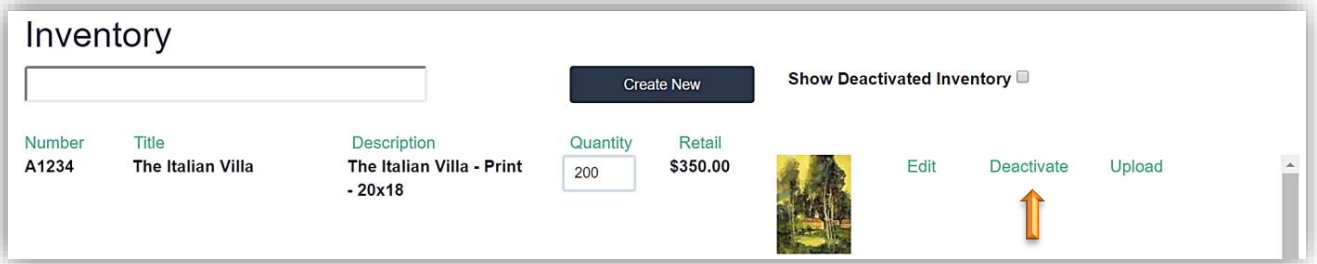 Inventory
Create New Show Deactivated Inventory
Number Title Description Quantity Retail
A1234 The Italian Villa The Italian Villa - Print 200 $350.00 Edit Deactivate Upload
- 20x18